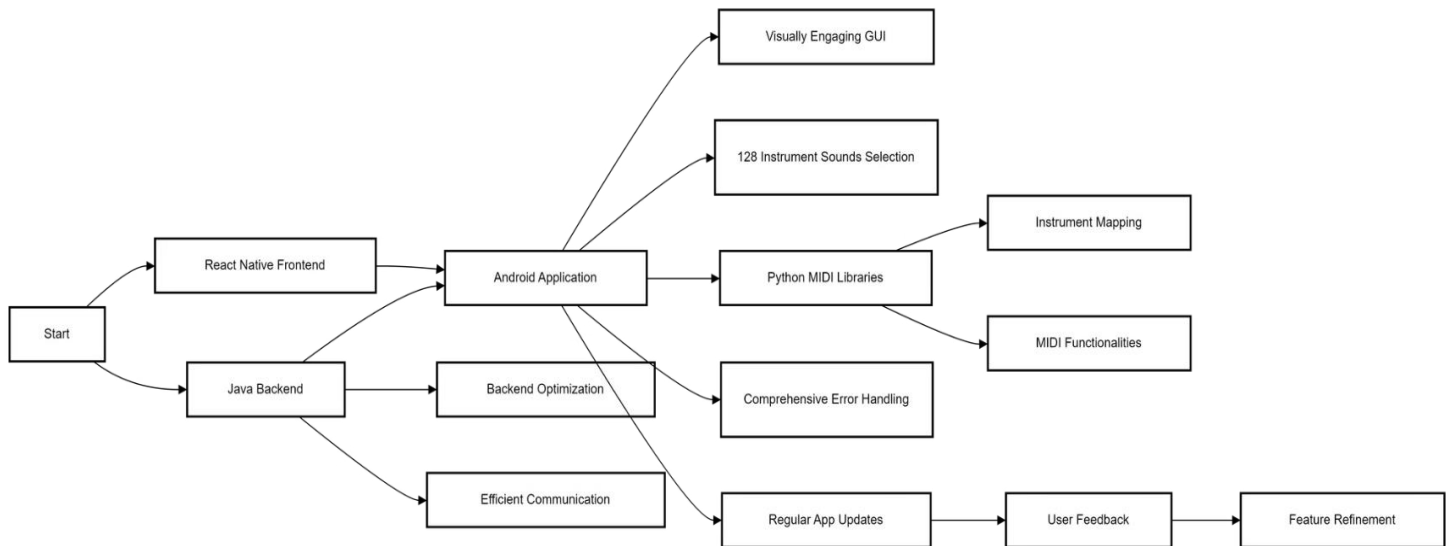 Visually Engaging GUI
128 Instrument Sounds Selection
Instrument Mapping
React Native Frontend
Android Application
Python MIDI Libraries
Start
MIDI Functionalities
Java Backend
Backend Optimization
Comprehensive Error Handling
Efficient Communication
Regular App Updates
User Feedback
Feature Refinement